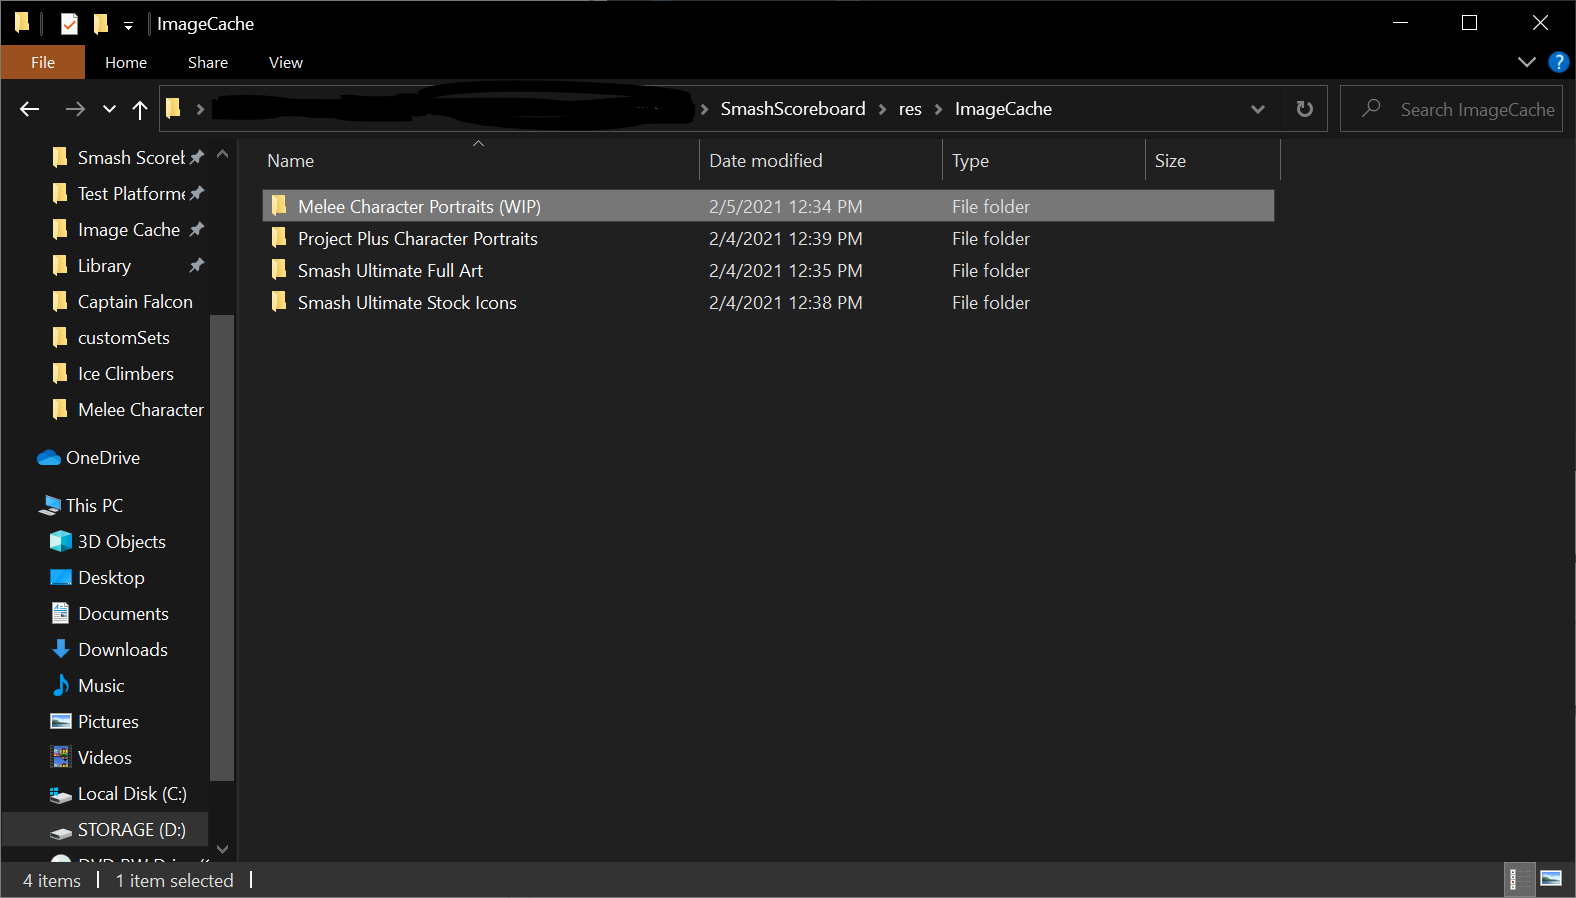 ImageCache
File Home Share View
SmashScoreboard res ImageCache Search ImageCache
Name Date modified Type Size
Melee Character Portraits (WIP) 2/5/2021 12:34 PM File folder
Project Plus Character Portraits 2/4/2021 12:39 PM File folder
Smash Ultimate Full Art 2/4/2021 12:35 PM File folder
Smash Ultimate Stock Icons 2/4/2021 12:38 PM File folder
Smash Scoreb
Test Platforme
Image Cache
Library
Captain Falcon
customSets
Ice Climbers
Melee Character
OneDrive
This PC
3D Objects
Desktop
Documents
Downloads
Music
Pictures
Videos
Local Disk (C:)
STORAGE (D:)
4 items 1 item selected